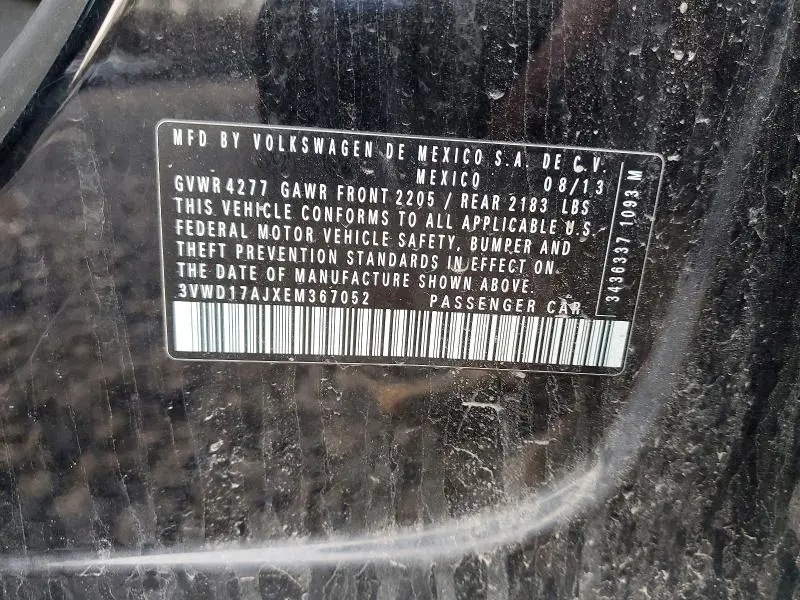 MFD BY VOLKSWAGEN DE MEXICO S.A. DE C.V.
MEXICO 08/13
GVWR 4277 GAWR FRONT 2205 / REAR 2183 LBS
THIS VEHICLE CONFORMS TO ALL APPLICABLE U.S.
FEDERAL MOTOR VEHICLE SAFETY, BUMPER AND
THEFT PREVENTION STANDARDS IN EFFECT ON
THE DATE OF MANUFACTURE SHOWN ABOVE.
3VWD17AJXEM367052 PASSENGER CAR
3436337 1093 M